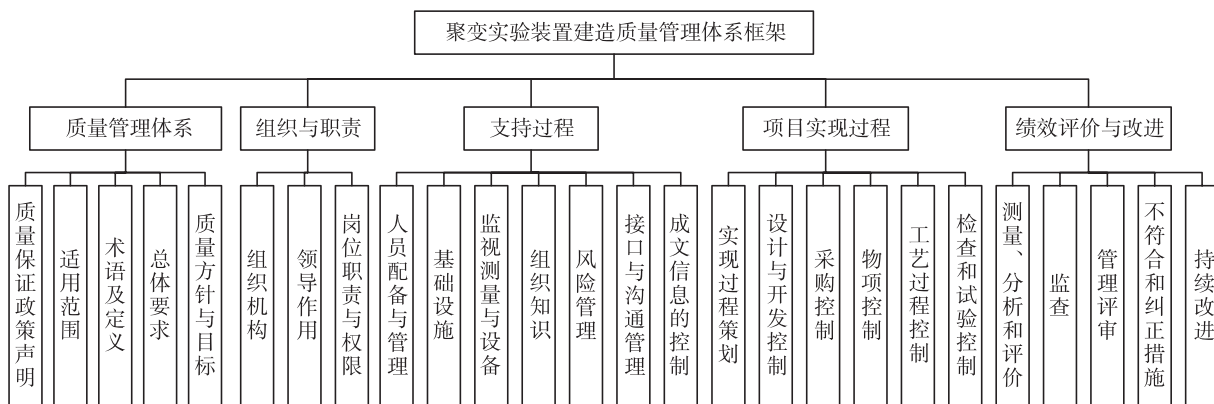 聚变实验装置建造质量管理体系框架
质量管理体系
组织与职责
支持过程
项目实现过程
绩效评价与改进
质量保证政策声明
适用范围
术语及定义
总体要求
质量方针与目标
组织机构
领导作用
岗位职责与权限
人员配备与管理
基础设施
监视测量与设备
组织知识
风险管理
接口与沟通管理
成文信息的控制
实现过程策划
设计与开发控制
采购控制
物项控制
工艺过程控制
检查和试验控制
测量、分析和评价
监查
管理评审
不符合和纠正措施
持续改进